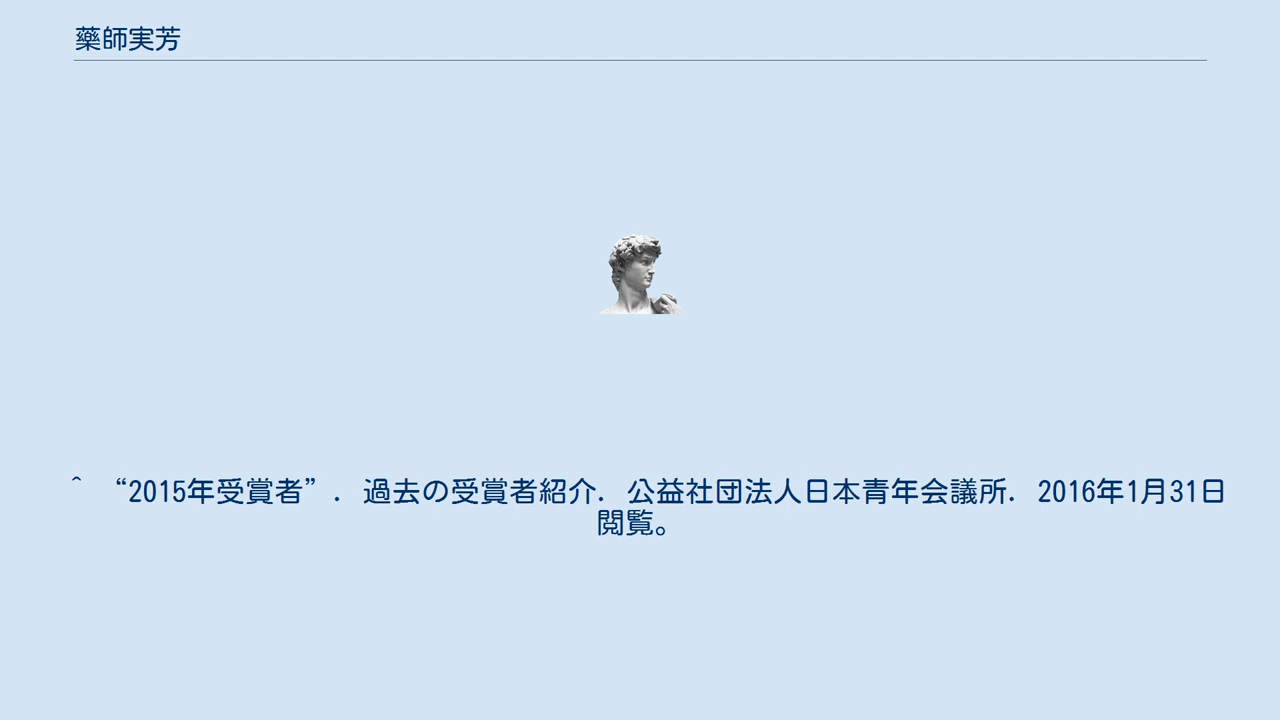 藥師実芳
^ “2015年受賞者”. 過去の受賞者紹介. 公益社団法人日本青年会議所. 2016年1月31日
閲覧。